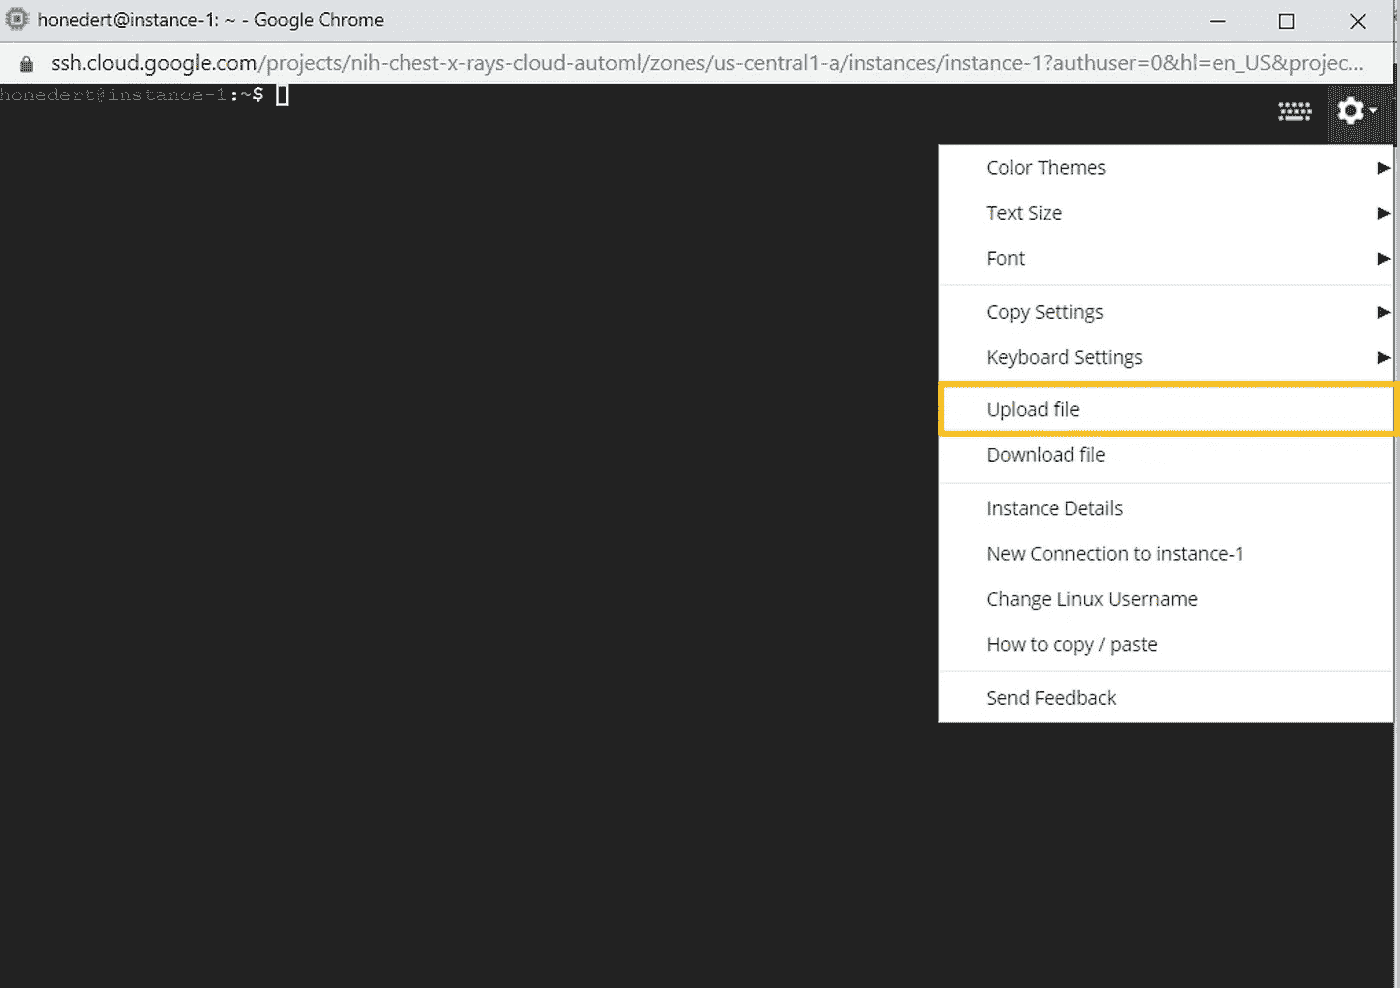 honedert@instance-1: ~ - Google Chrome
ssh.cloud.google.com/projects/nih-chest-x-rays-cloud-automl/zones/us-central1-a/instances/instance-1?authuser=0&hl=en_US&projec...
honedert@instance-1:~$
Color Themes
Text Size
Font
Copy Settings
Keyboard Settings
Upload file
Download file
Instance Details
New Connection to instance-1
Change Linux Username
How to copy / paste
Send Feedback